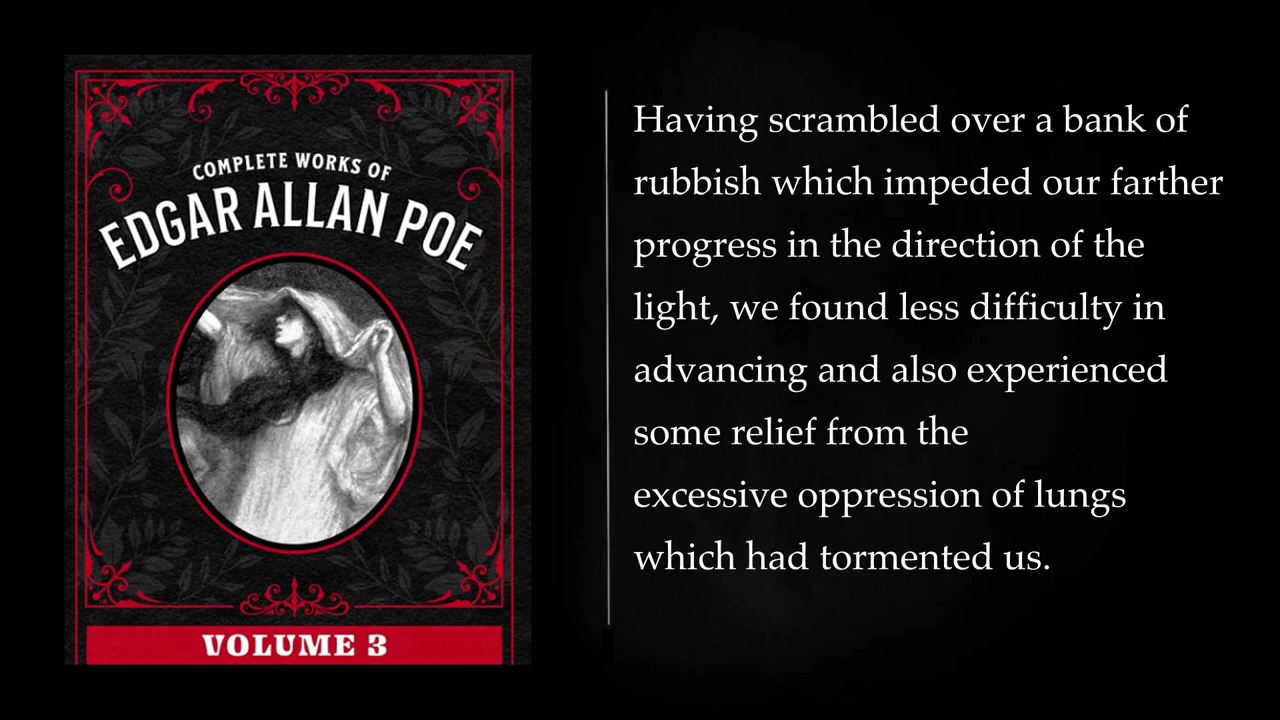 COMPLETE WORKS OF
EDGAR ALLAN POE
VOLUME 3
Having scrambled over a bank of
rubbish which impeded our farther
progress in the direction of the
light, we found less difficulty in
advancing and also experienced
some relief from the
excessive oppression of lungs
which had tormented us.